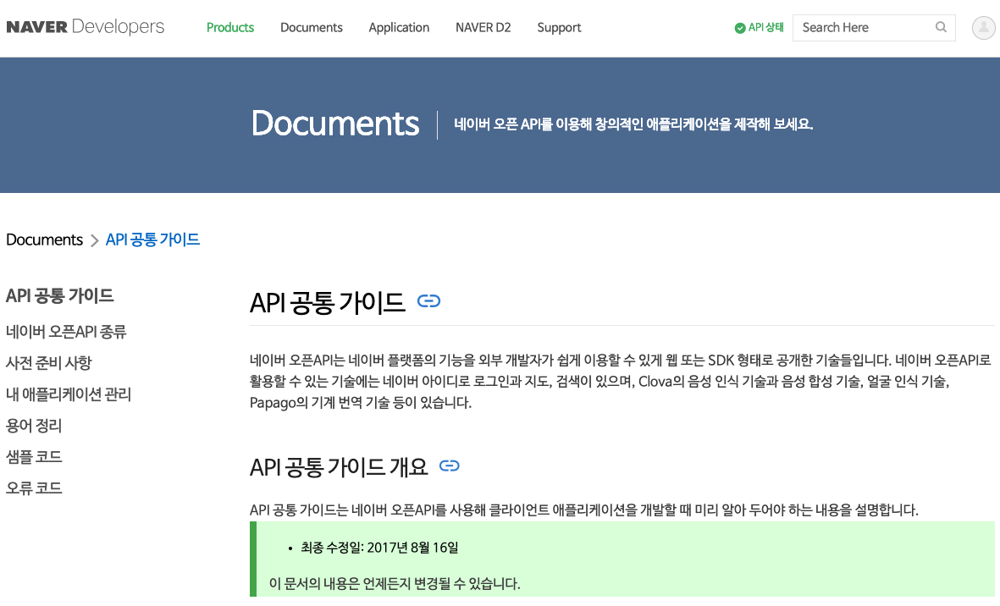 NAVER Developers
Products Documents Application NAVER D2 Support
API 상태
Search Here
Documents
네이버 오픈 API를 이용해 창의적인 애플리케이션을 제작해 보세요.
Documents > API 공통 가이드
API 공통 가이드
네이버 오픈API 종류
사전 준비 사항
내 애플리케이션 관리
용어 정리
샘플 코드
오류 코드
API 공통 가이드
네이버 오픈API는 네이버 플랫폼의 기능을 외부 개발자가 쉽게 이용할 수 있게 웹 또는 SDK 형태로 공개한 기술들입니다. 네이버 오픈API로
활용할 수 있는 기술에는 네이버 아이디로 로그인과 지도, 검색이 있으며, Clova의 음성 인식 기술과 음성 합성 기술, 얼굴 인식 기술,
Papago의 기계 번역 기술 등이 있습니다.
API 공통 가이드 개요
API 공통 가이드는 네이버 오픈API를 사용해 클라이언트 애플리케이션을 개발할 때 미리 알아 두어야 하는 내용을 설명합니다.
• 최종 수정일: 2017년 8월 16일
이 문서의 내용은 언제든지 변경될 수 있습니다.